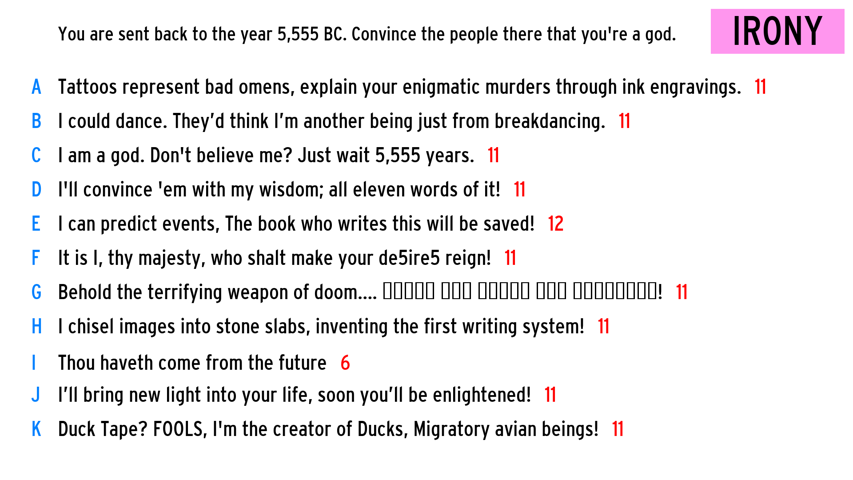 You are sent back to the year 5,555 BC. Convince the people there that you're a god.
IRONY
A Tattoos represent bad omens, explain your enigmatic murders through ink engravings. 11
B I could dance. They’d think I’m another being just from breakdancing. 11
C I am a god. Don't believe me? Just wait 5,555 years. 11
D I'll convince 'em with my wisdom; all eleven words of it! 11
E I can predict events, The book who writes this will be saved! 12
F It is I, thy majesty, who shalt make your de5ire5 reign! 11
G Behold the terrifying weapon of doom.... ▯▯▯▯▯ ▯▯▯ ▯▯▯▯▯ ▯▯▯ ▯▯▯▯▯▯▯▯! 11
H I chisel images into stone slabs, inventing the first writing system! 11
I Thou haveth come from the future 6
J I’ll bring new light into your life, soon you’ll be enlightened! 11
K Duck Tape? FOOLS, I'm the creator of Ducks, Migratory avian beings! 11